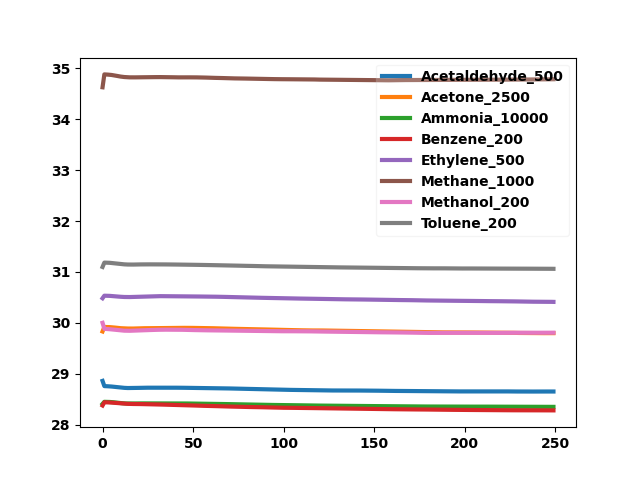 35
34
33
32
31
30
29
28
0 50 100 150 200 250
Acetaldehyde_500
Acetone_2500
Ammonia_10000
Benzene_200
Ethylene_500
Methane_1000
Methanol_200
Toluene_200